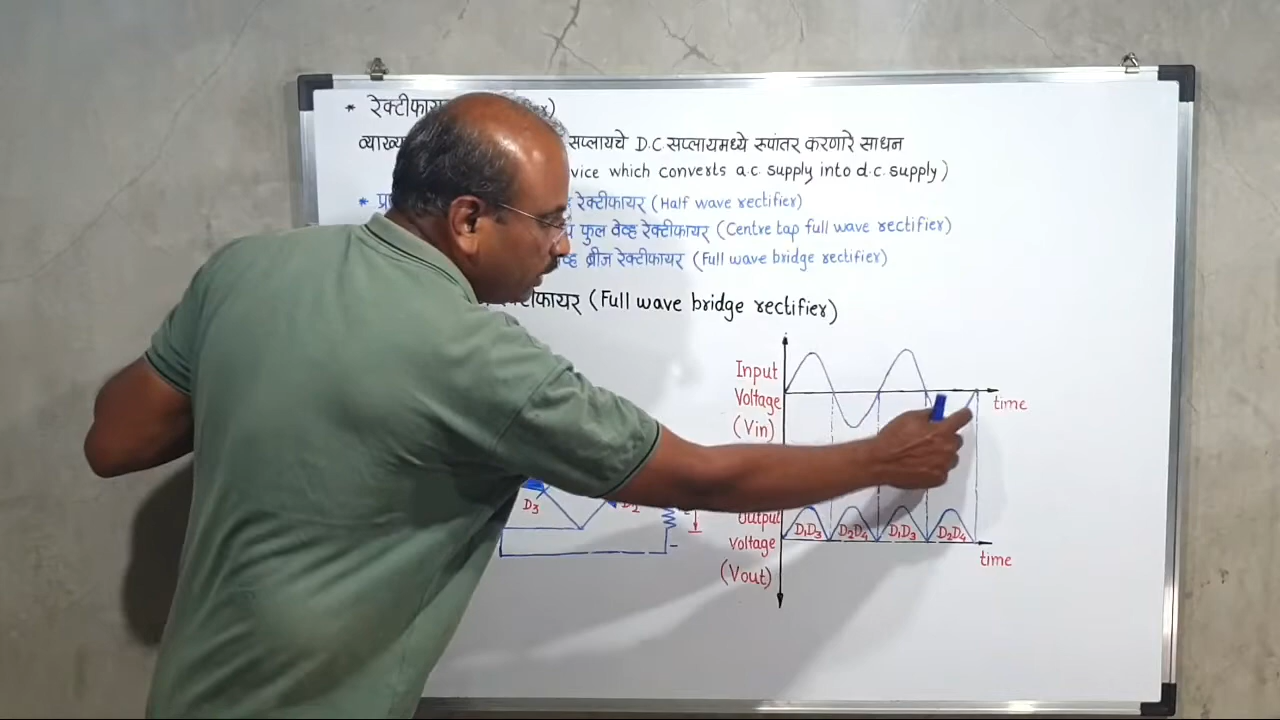 * रेक्टीफाय
व्याख्य सप्लायचे D.C सप्लायमध्ये रुपांतर करणारे साधन
vice which converts a.c. supply into d.c. supply)
* रेक्टीफायर् (Half wave rectifier)
फुल वेव्ह रेक्टीफायर् (Centre tap full wave rectifier)
ब्रीज रेक्टीफायर् (Full wave bridge rectifier)
(Full wave bridge rectifier)
Input
Voltage
(Vin)
time
D3 D2
Output
voltage
(Vout)
D1D3 D2D4 D1D3 D2D4
time